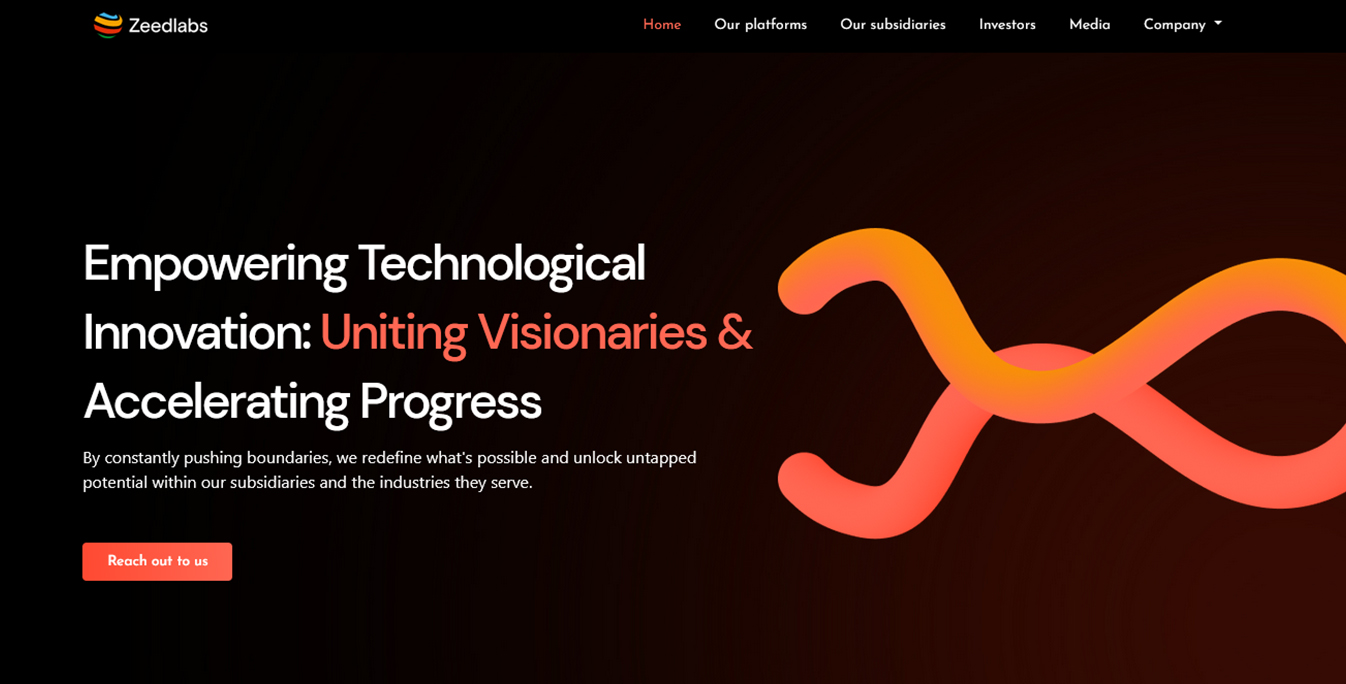 Zeedlabs
Home Our platforms Our subsidiaries Investors Media Company
Empowering Technological
Innovation: Uniting Visionaries &
Accelerating Progress
By constantly pushing boundaries, we redefine what's possible and unlock untapped
potential within our subsidiaries and the industries they serve.
Reach out to us